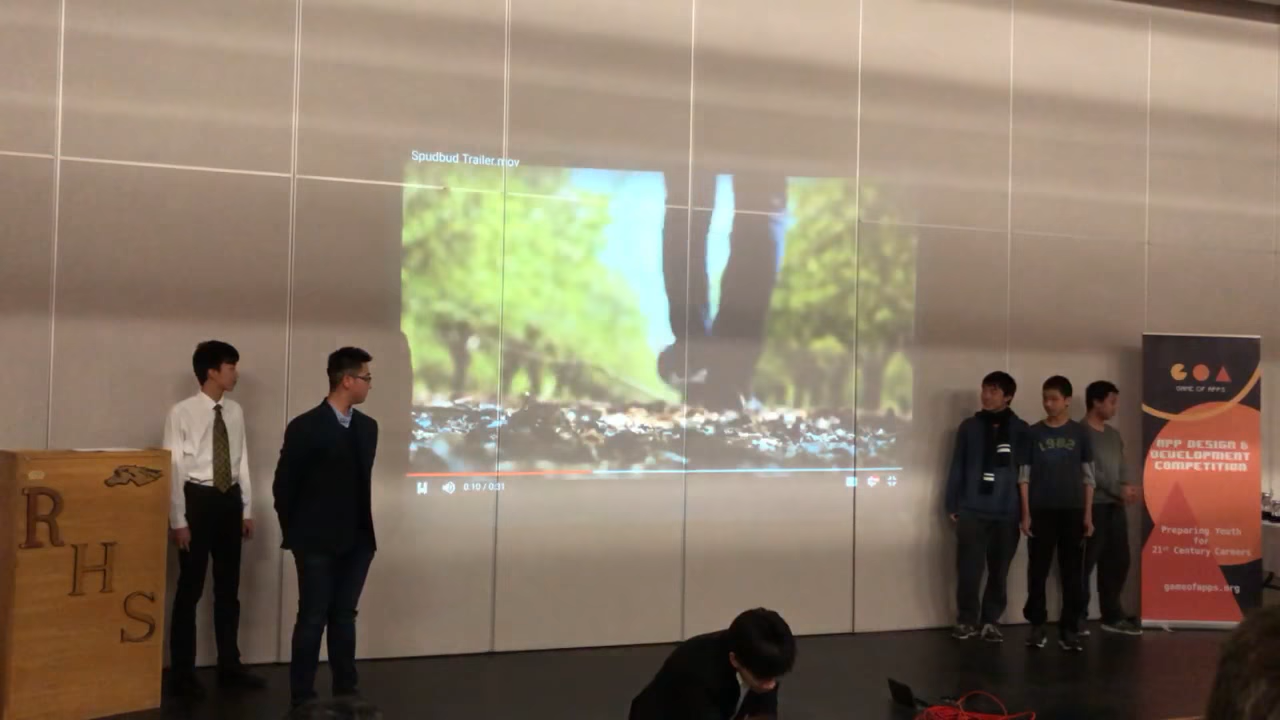 Spudbud Trailer.mov
0:10 / 0:31
R
H
S
1982
GOA
GAME OF APPS
APP DESIGN &
DEVELOPMENT
COMPETITION
Preparing Youth
for
21st Century Careers
gameofapps.org